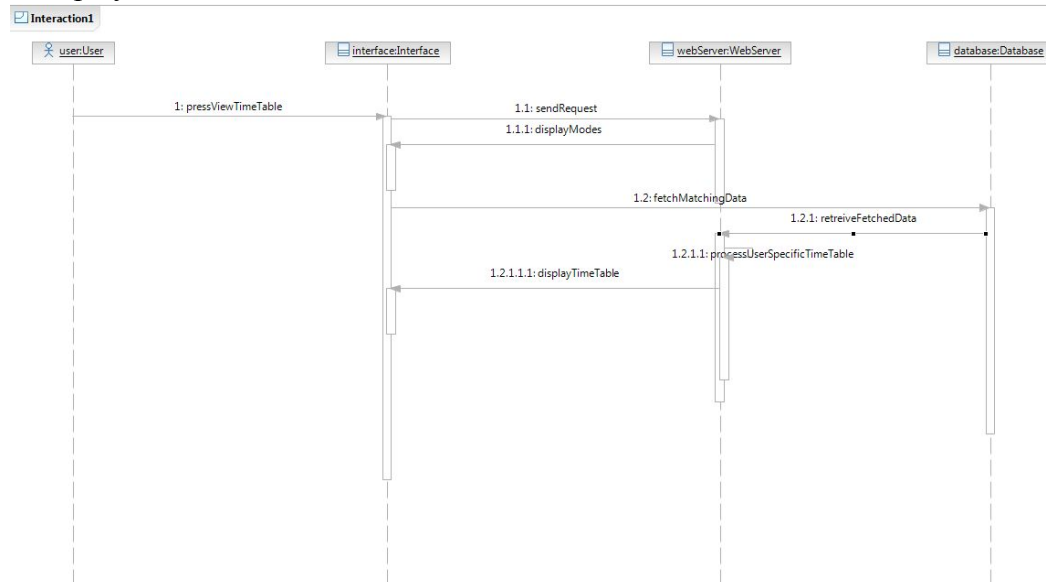 Interaction1
user:User
interface:Interface
webServer:WebServer
database:Database
1: pressViewTimeTable
1.1: sendRequest
1.1.1: displayModes
1.2: fetchMatchingData
1.2.1: retreiveFetchedData
1.2.1.1: processUserSpecificTimeTable
1.2.1.1.1: displayTimeTable